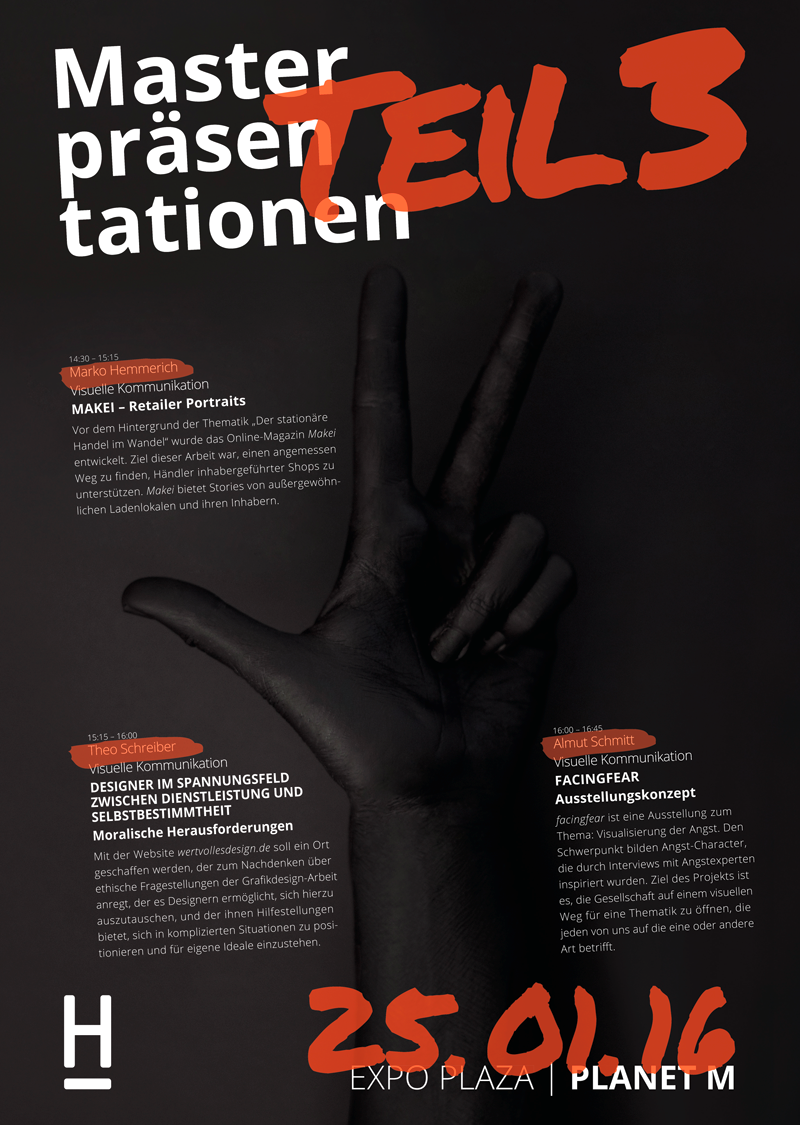 Master
präsen
tationen
TEIL 3
14:30 – 15:15
Marko Hemmerich
Visuelle Kommunikation
MAKEI – Retailer Portraits
Vor dem Hintergrund der Thematik „Der stationäre
Handel im Wandel“ wurde das Online-Magazin Makei
entwickelt. Ziel dieser Arbeit war, einen angemessen
Weg zu finden, Händler inhabergeführter Shops zu
unterstützen. Makei bietet Stories von außergewöhn-
lichen Ladenlokalen und ihren Inhabern.
15:15 – 16:00
Theo Schreiber
Visuelle Kommunikation
DESIGNER IM SPANNUNGSFELD
ZWISCHEN DIENSTLEISTUNG UND
SELBSTBESTIMMTHEIT
Moralische Herausforderungen
Mit der Website wertvollesdesign.de soll ein Ort
geschaffen werden, der zum Nachdenken über
ethische Fragestellungen der Grafikdesign-Arbeit
anregt, der es Designern ermöglicht, sich hierzu
auszutauschen, und der ihnen Hilfestellungen
bietet, sich in komplizierten Situationen zu posi-
tionieren und für eigene Ideale einzustehen.
16:00 – 16:45
Almut Schmitt
Visuelle Kommunikation
FACINGFEAR
Ausstellungskonzept
facingfear ist eine Ausstellung zum
Thema: Visualisierung der Angst. Den
Schwerpunkt bilden Angst-Character,
die durch Interviews mit Angstexperten
inspiriert wurden. Ziel des Projekts ist
es, die Gesellschaft auf einem visuellen
Weg für eine Thematik zu öffnen, die
jeden von uns auf die eine oder andere
Art betrifft.
H
25.01.16
EXPO PLAZA | PLANET M